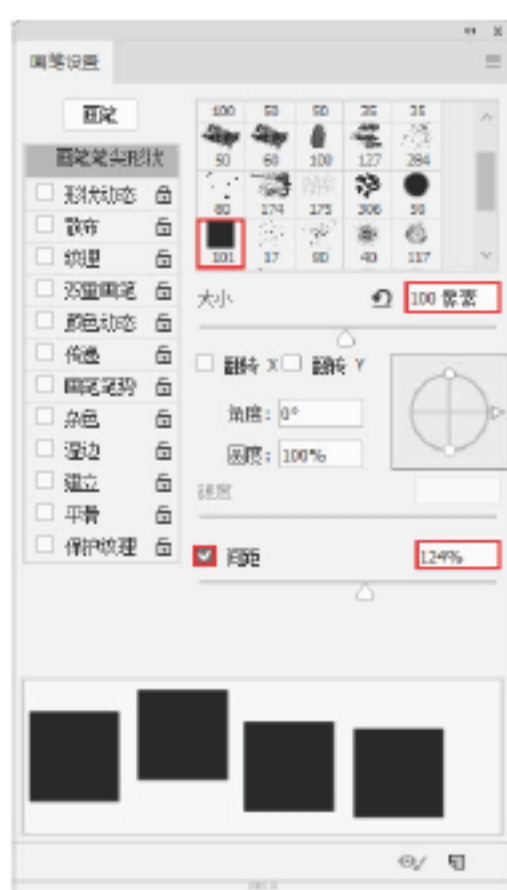 画笔设置
画笔
画笔笔尖形状
形状动态
散布
纹理
双重画笔
颜色动态
传递
画笔笔势
杂色
湿边
建立
平滑
保护纹理
100 50 50 25 25
50 60 100 127 284
80 174 175 306 50
101 17 90 40 117
大小 100 像素
翻转 X 翻转 Y
角度: 0°
圆度: 100%
硬度
间距 124%